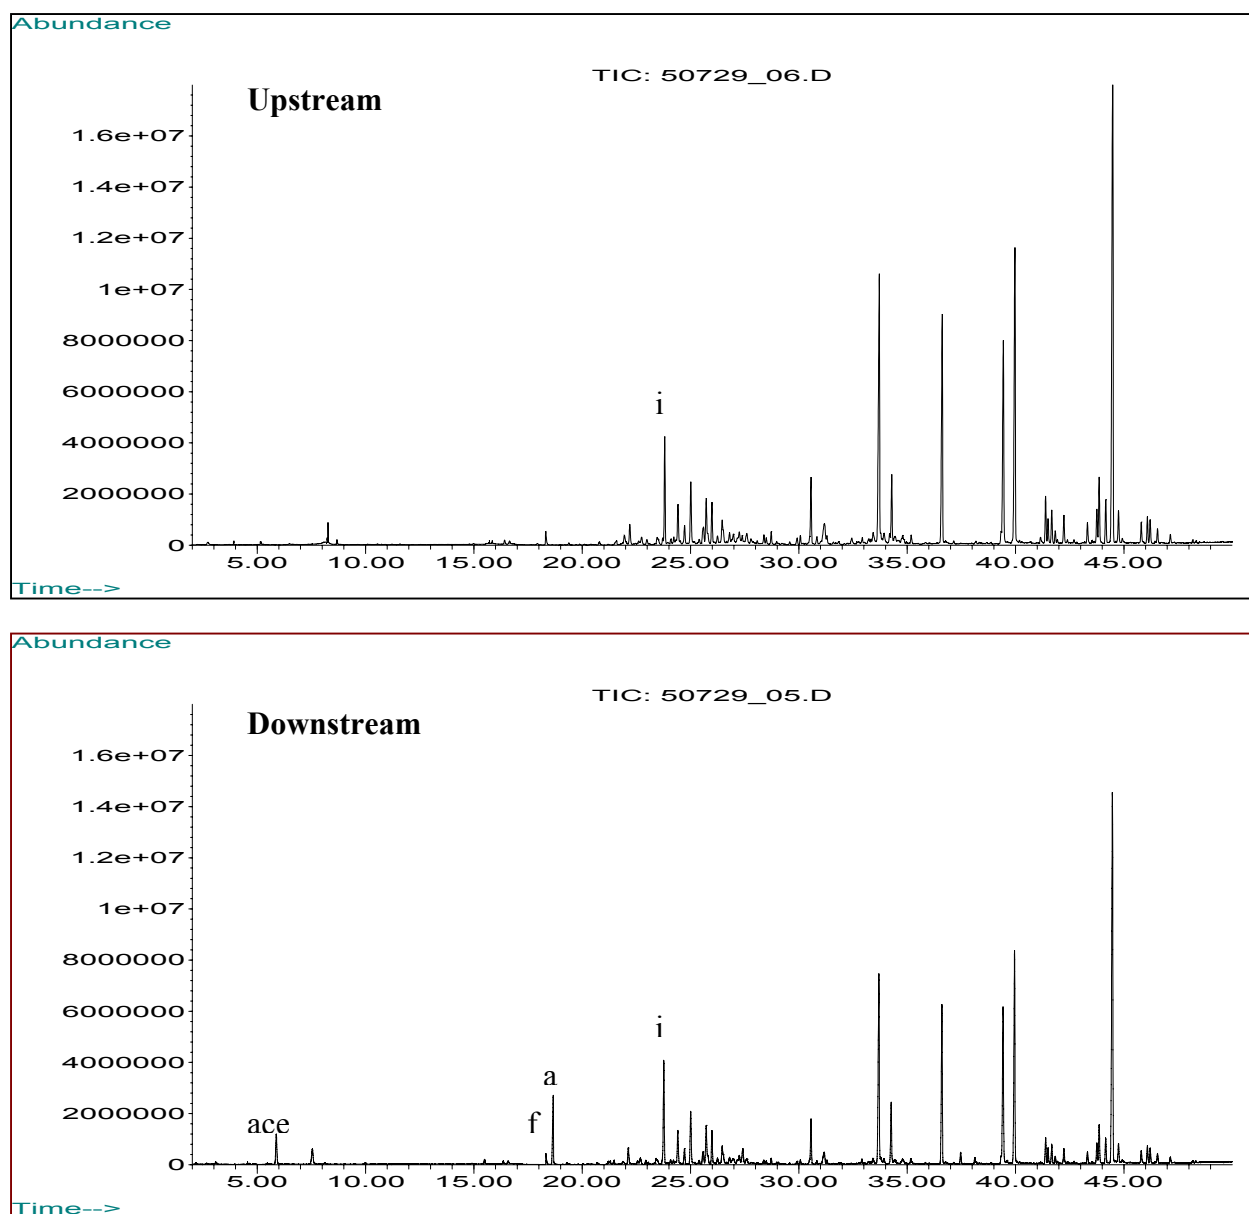 Abundance
TIC: 50729_06.D
Upstream
1.6e+07
1.4e+07
1.2e+07
1e+07
8000000
6000000
i
4000000
2000000
0
5.00 10.00 15.00 20.00 25.00 30.00 35.00 40.00 45.00
Time-->
Abundance
TIC: 50729_05.D
Downstream
1.6e+07
1.4e+07
1.2e+07
1e+07
8000000
6000000
i
4000000
a
2000000
f
ace
0
5.00 10.00 15.00 20.00 25.00 30.00 35.00 40.00 45.00
Time-->